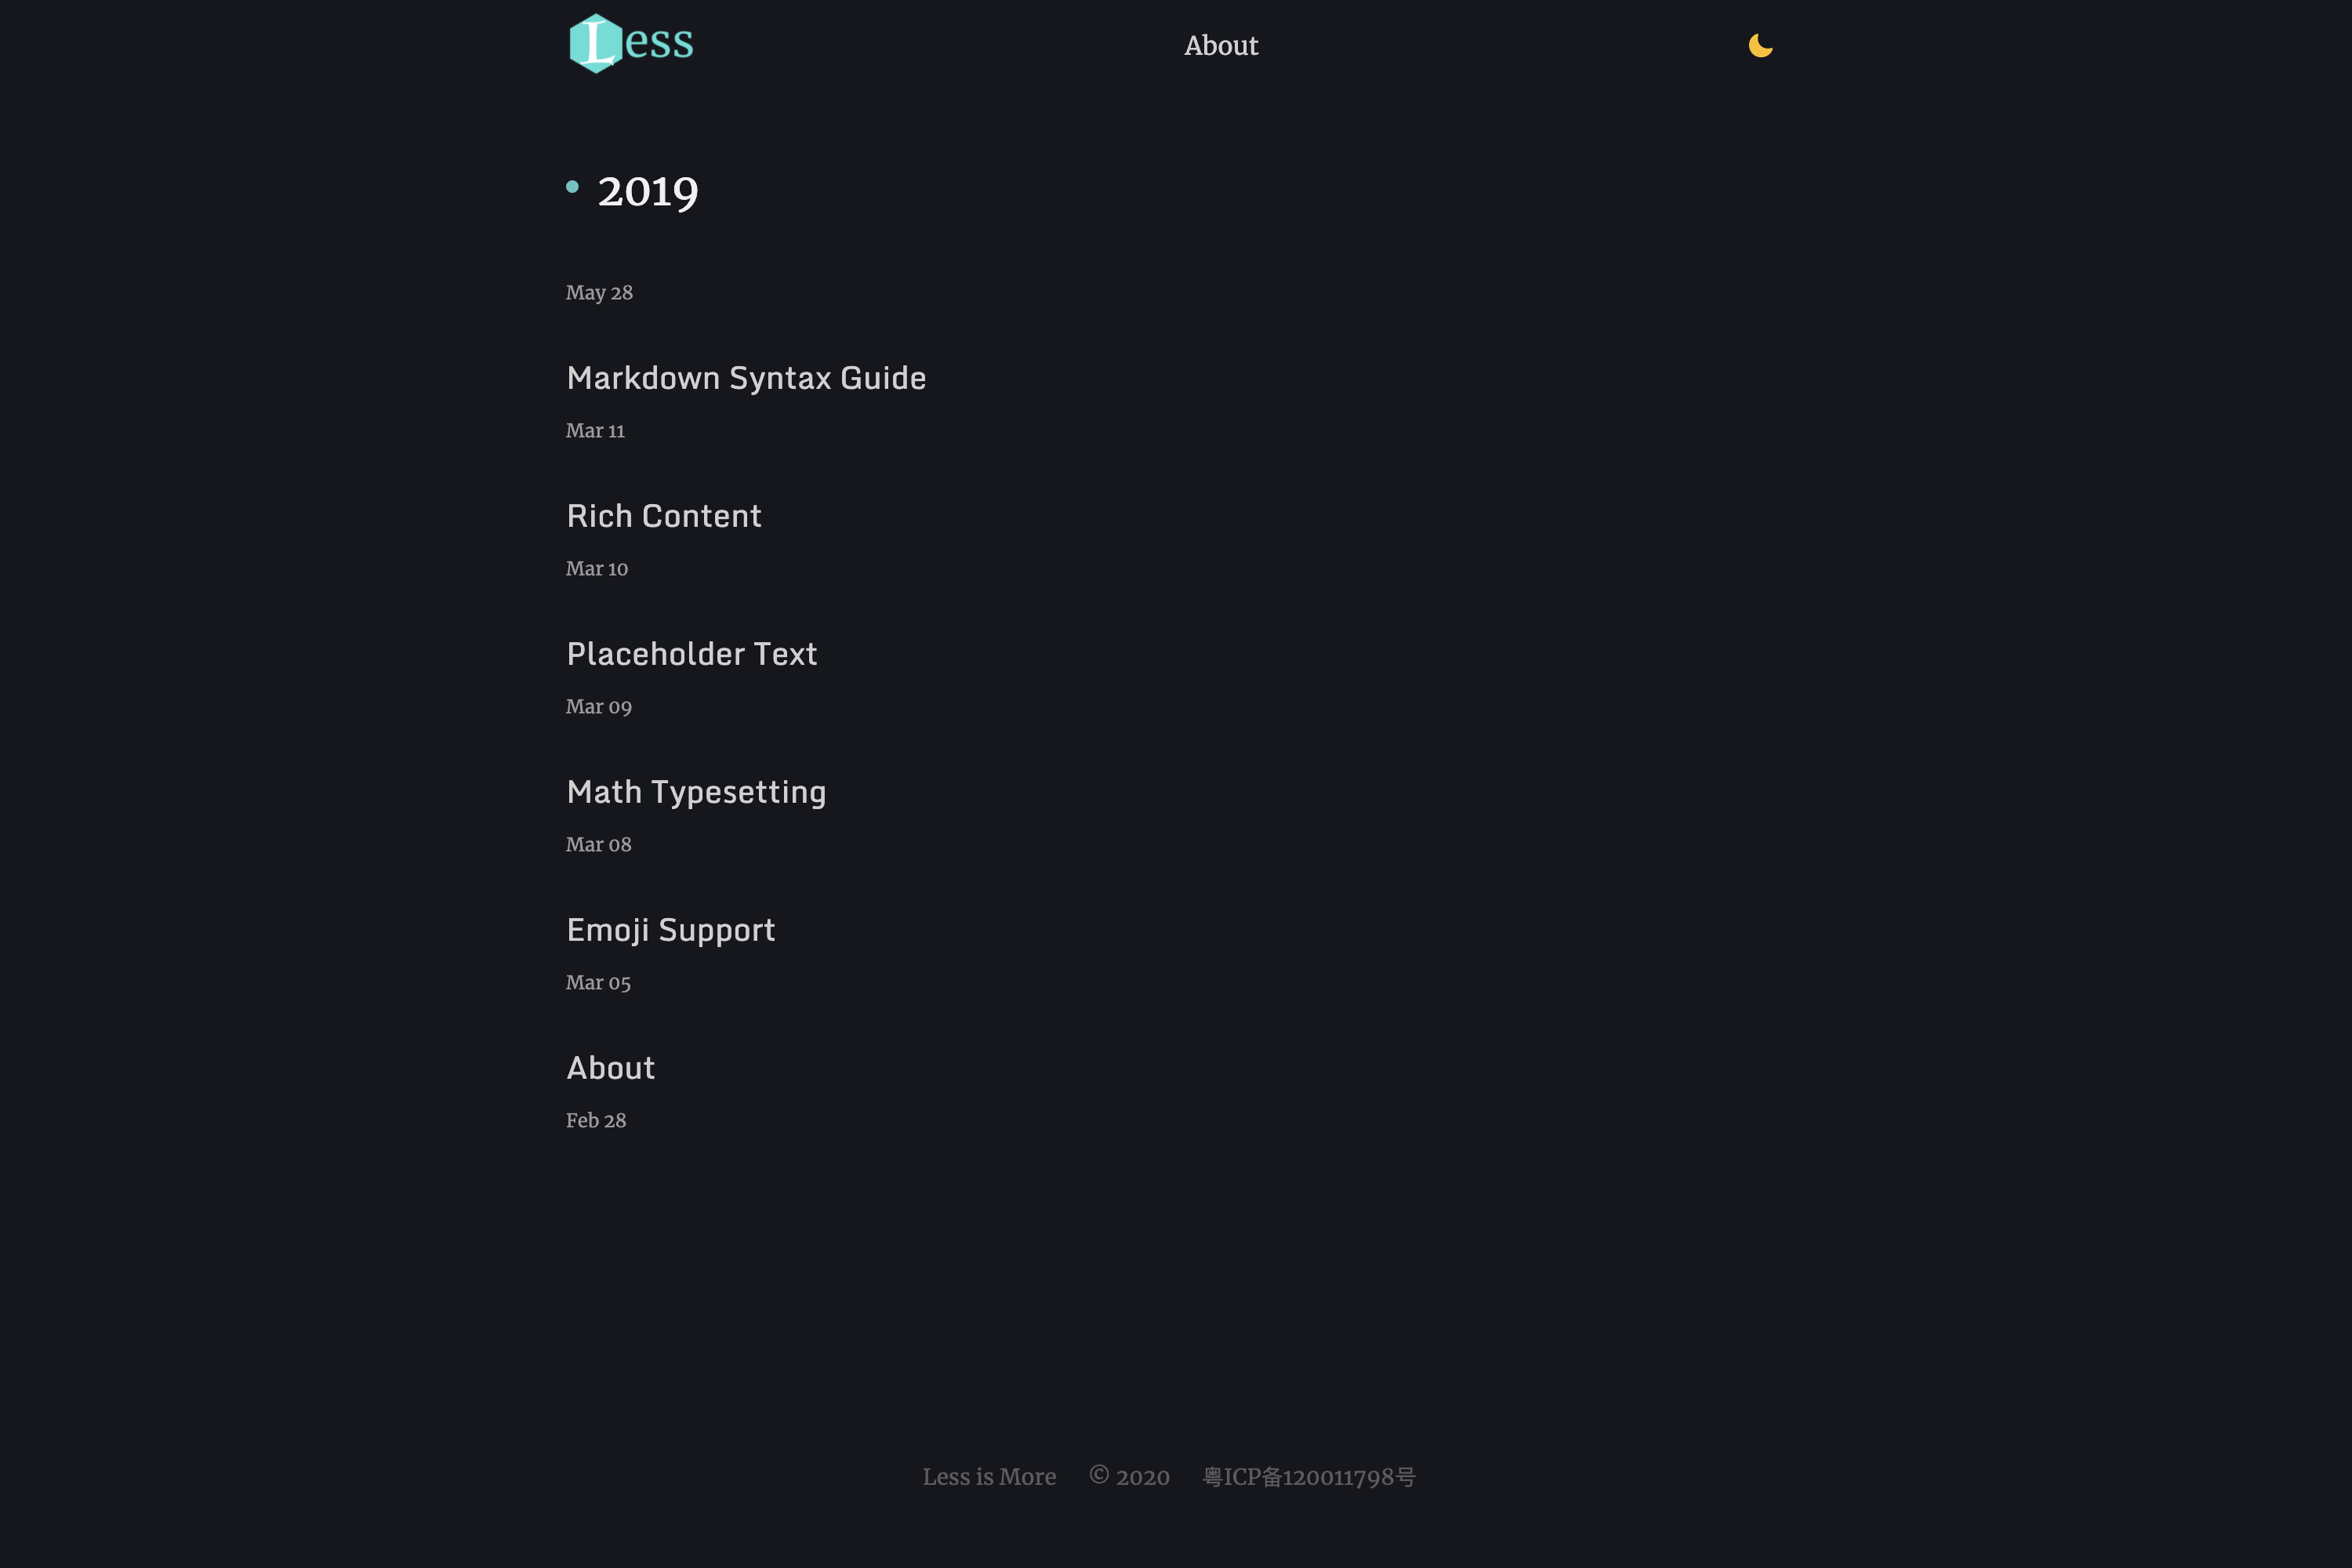 Less
About
2019
May 28
Markdown Syntax Guide
Mar 11
Rich Content
Mar 10
Placeholder Text
Mar 09
Math Typesetting
Mar 08
Emoji Support
Mar 05
About
Feb 28
Less is More © 2020 粤ICP备120011798号